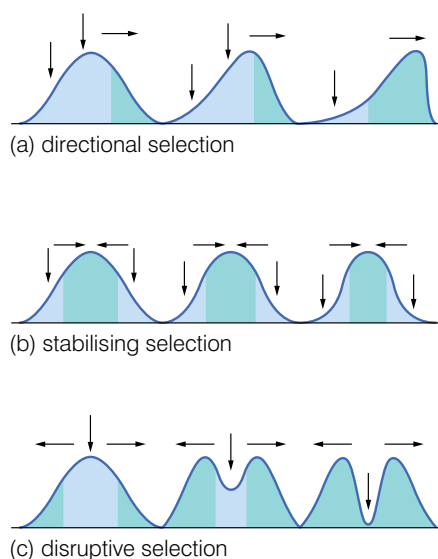 (a) directional selection
(b) stabilising selection
(c) disruptive selection